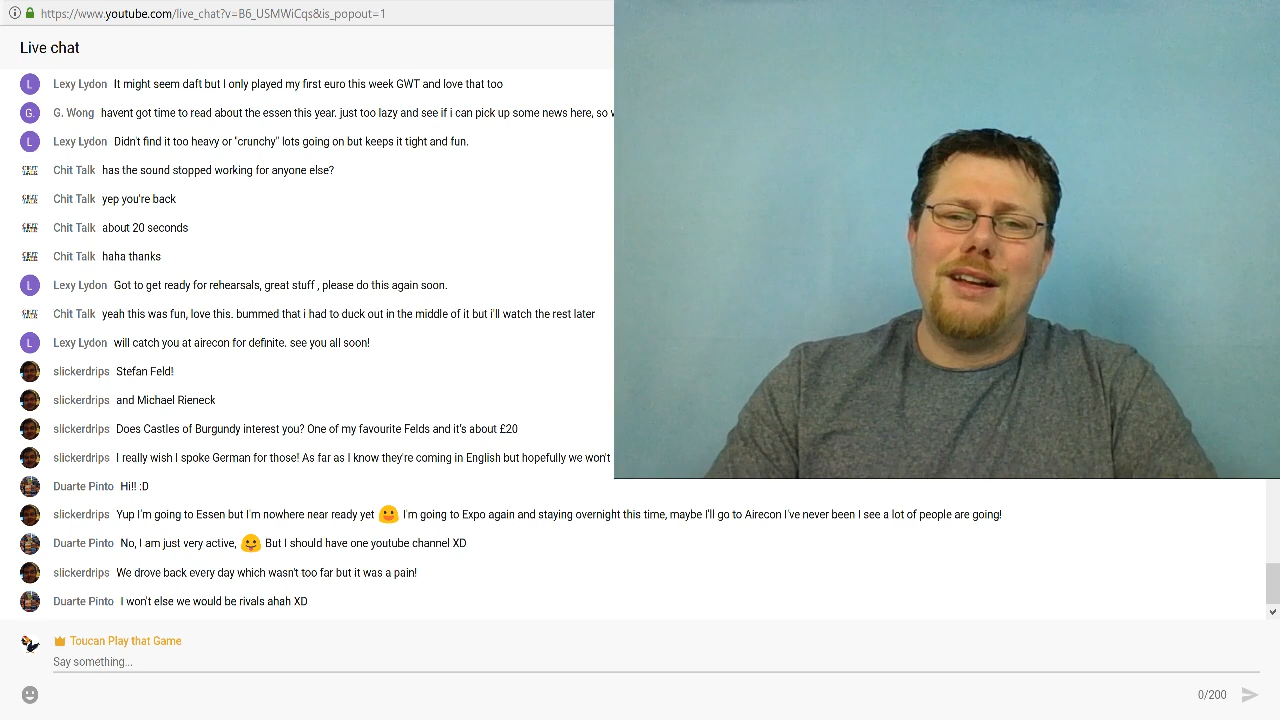 https://www.youtube.com/live_chat?v=B6_USMWiCqs&is_popout=1
Live chat
Lexy Lydon It might seem daft but I only played my first euro this week GWT and love that too
G. Wong havent got time to read about the essen this year. just too lazy and see if i can pick up some news here, so
Lexy Lydon Didn't find it too heavy or "crunchy" lots going on but keeps it tight and fun.
Chit Talk has the sound stopped working for anyone else?
Chit Talk yep you're back
Chit Talk about 20 seconds
Chit Talk haha thanks
Lexy Lydon Got to get ready for rehearsals, great stuff , please do this again soon.
Chit Talk yeah this was fun, love this. bummed that i had to duck out in the middle of it but i'll watch the rest later
Lexy Lydon will catch you at airecon for definite. see you all soon!
slickerdrips Stefan Feld!
slickerdrips and Michael Rieneck
slickerdrips Does Castles of Burgundy interest you? One of my favourite Felds and it's about £20
slickerdrips I really wish I spoke German for those! As far as I know they're coming in English but hopefully we won't
Duarte Pinto Hi!! :D
slickerdrips Yup I'm going to Essen but I'm nowhere near ready yet I'm going to Expo again and staying overnight this time, maybe I'll go to Airecon I've never been I see a lot of people are going!
Duarte Pinto No, I am just very active, But I should have one youtube channel XD
slickerdrips We drove back every day which wasn't too far but it was a pain!
Duarte Pinto I won't else we would be rivals ahah XD
Toucan Play that Game
Say something...
0/200